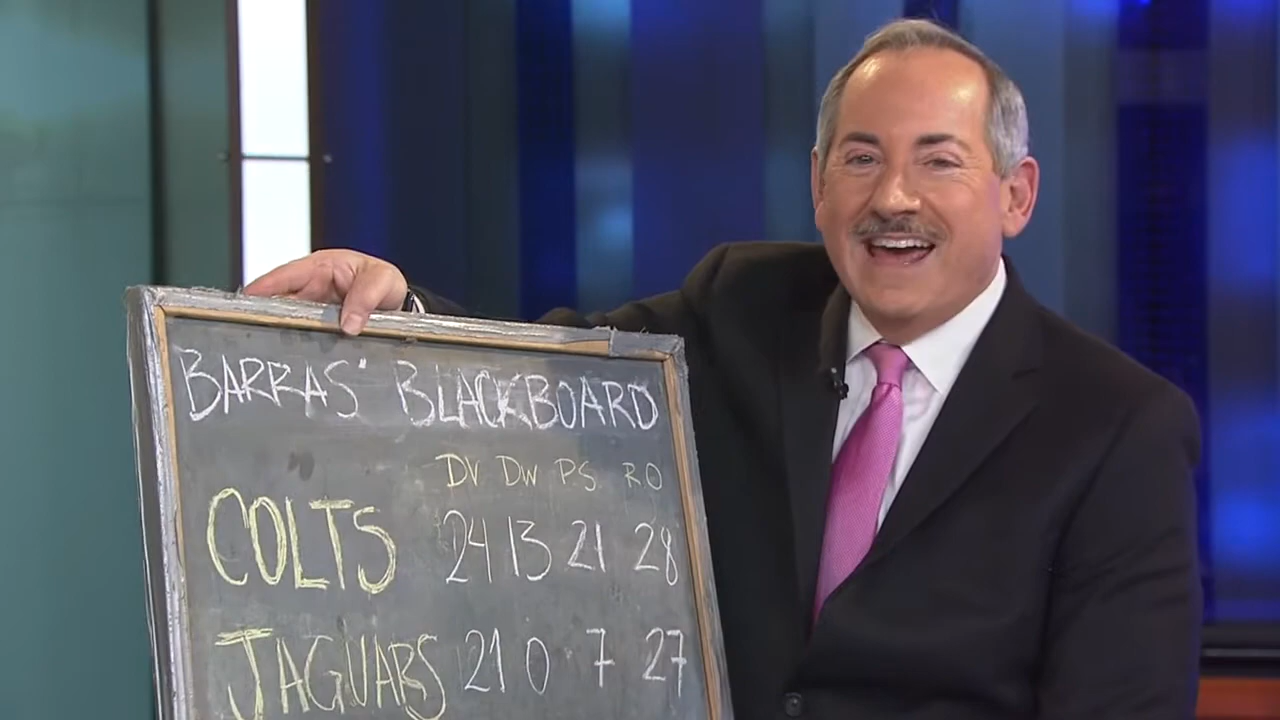 BARRAS' BLACKBOARD
DV DW PS RO
COLTS 24 13 21 28
JAGUARS 21 0 7 27